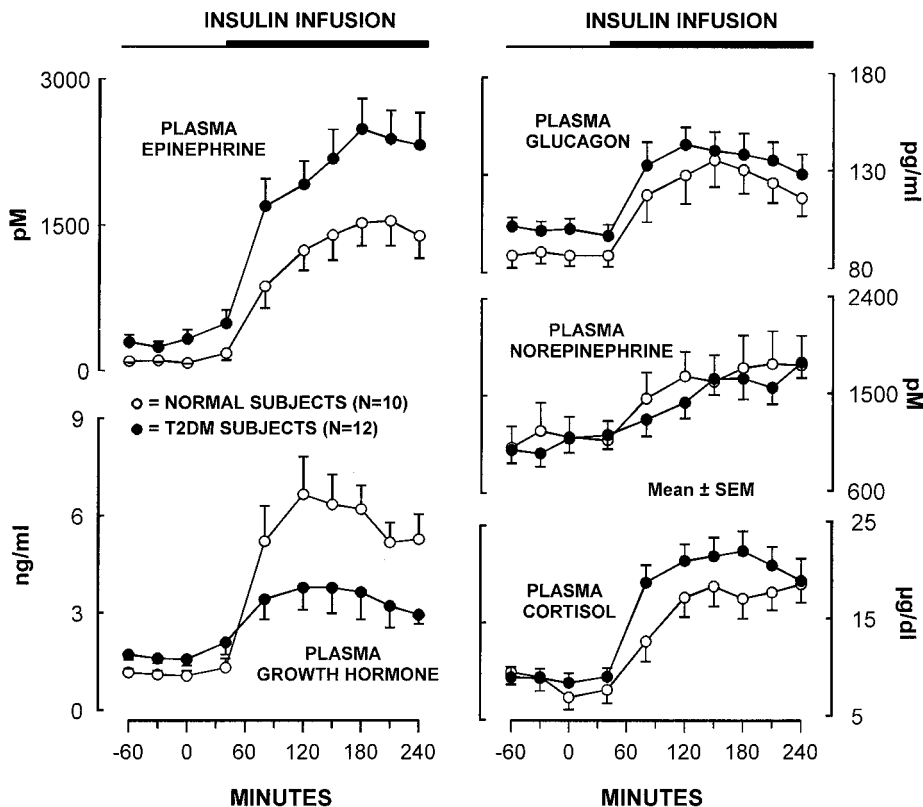 INSULIN INFUSION
3000
1500
0
pM
PLASMA
EPINEPHRINE
○ = NORMAL SUBJECTS (N=10)
● = T2DM SUBJECTS (N=12)
9
6
3
0
ng/ml
PLASMA
GROWTH HORMONE
-60 0 60 120 180 240
MINUTES
INSULIN INFUSION
180
130
80
pg/ml
PLASMA
GLUCAGON
2400
1500
600
pM
PLASMA
NOREPINEPHRINE
Mean ± SEM
25
15
5
µg/dl
PLASMA
CORTISOL
-60 0 60 120 180 240
MINUTES